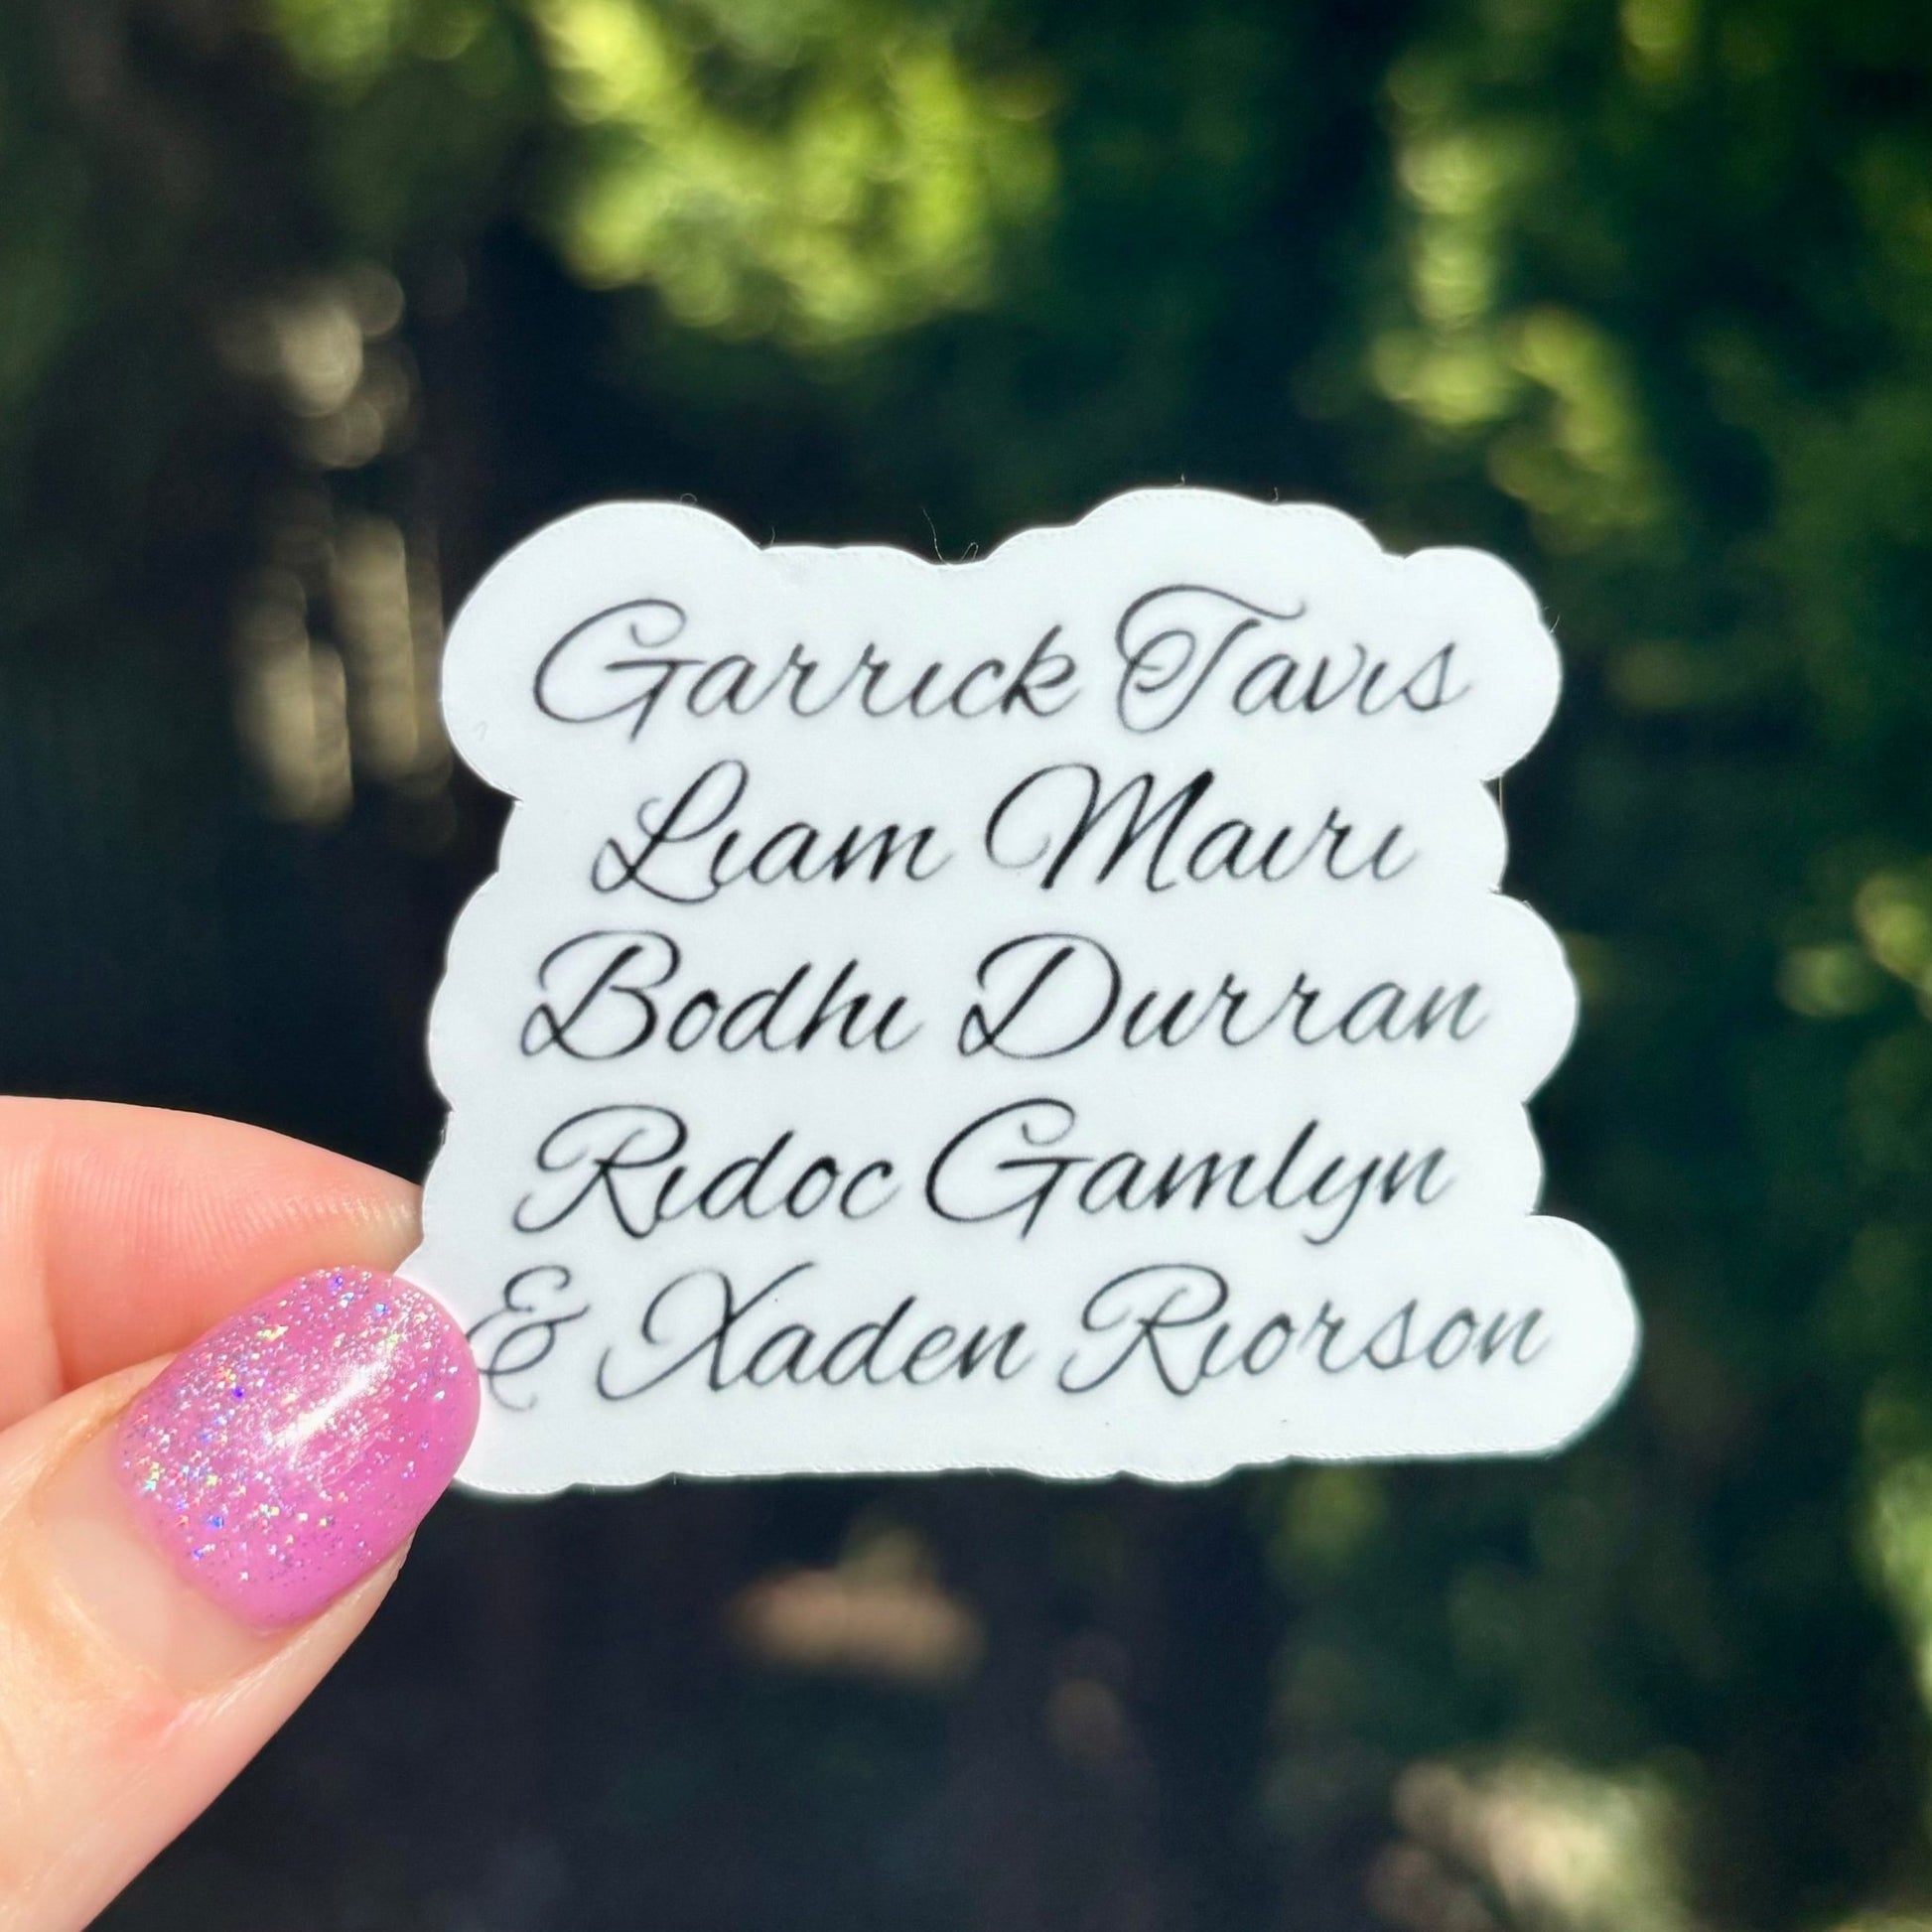 Garrick Tavis
Liam Mairi
Bodhi Durran
Ridoc Gamlyn
& Xaden Riorson